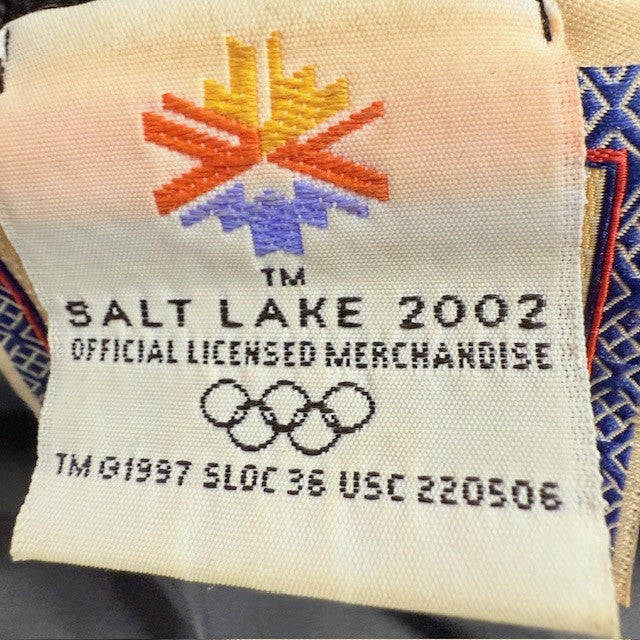 TM
SALT LAKE 2002
OFFICIAL LICENSED MERCHANDISE
TM ©1997 SLOC 36 USC 220506